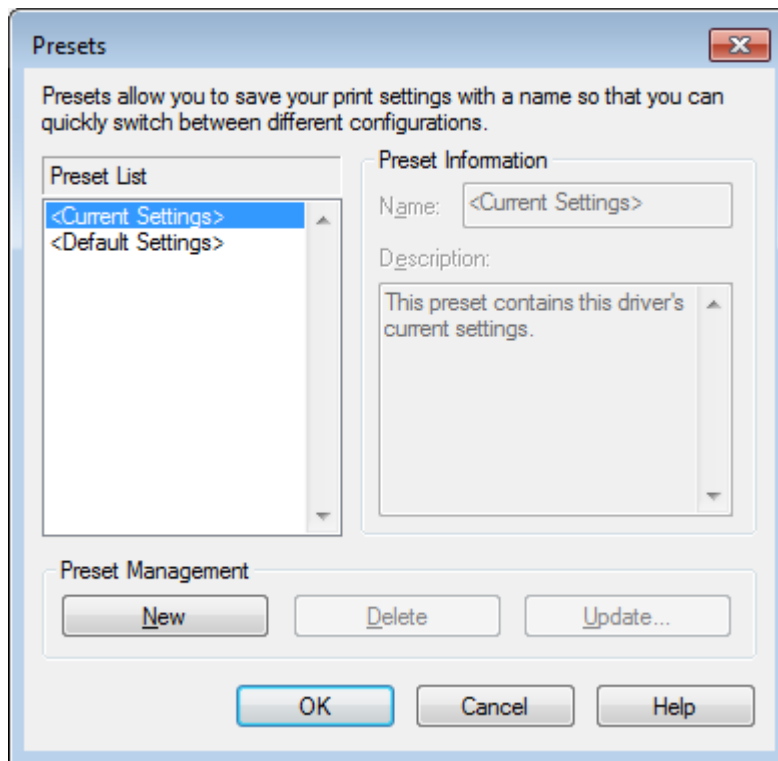 Presets
Presets allow you to save your print settings with a name so that you can
quickly switch between different configurations.
Preset List
<Current Settings>
<Default Settings>
Preset Information
Name: <Current Settings>
Description:
This preset contains this driver's
current settings.
Preset Management
New Delete Update...
OK Cancel Help